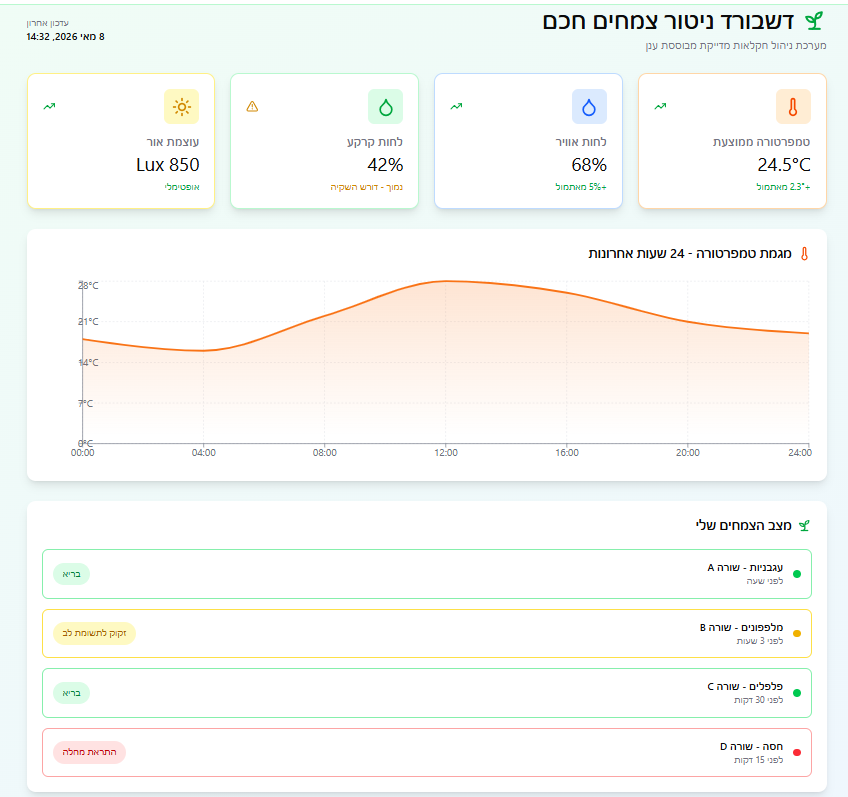 דשבורד ניטור צמחים חכם
מערכת ניהול חקלאות מדייקת מבוססת ענן
עדכון אחרון
8 מאי 2026, 14:32
טמפרטורה ממוצעת
24.5°C
+2.3° מאתמול
לחות אוויר
68%
+5% מאתמול
לחות קרקע
42%
נמוך - דורש השקיה
עוצמת אור
850 Lux
אופטימלי
מגמת טמפרטורה - 24 שעות אחרונות
28°C
21°C
14°C
7°C
0°C
00:00
04:00
08:00
12:00
16:00
20:00
24:00
מצב הצמחים שלי
עגבניות - שורה A
לפני שעה
בריא
מלפפונים - שורה B
לפני 3 שעות
זקוק לתשומת לב
פלפלים - שורה C
לפני 30 דקות
בריא
חסה - שורה D
לפני 15 דקות
התראת מחלה